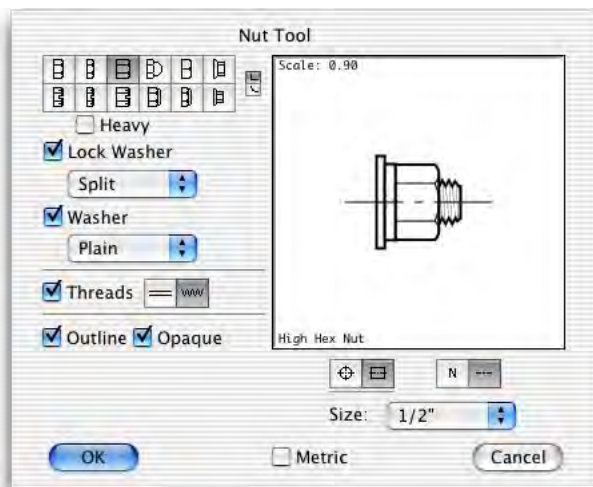 Nut Tool
Scale: 0.90
Heavy
Lock Washer
Split
Washer
Plain
Threads
Outline Opaque
High Hex Nut
N
Size: 1/2"
OK
Metric
Cancel